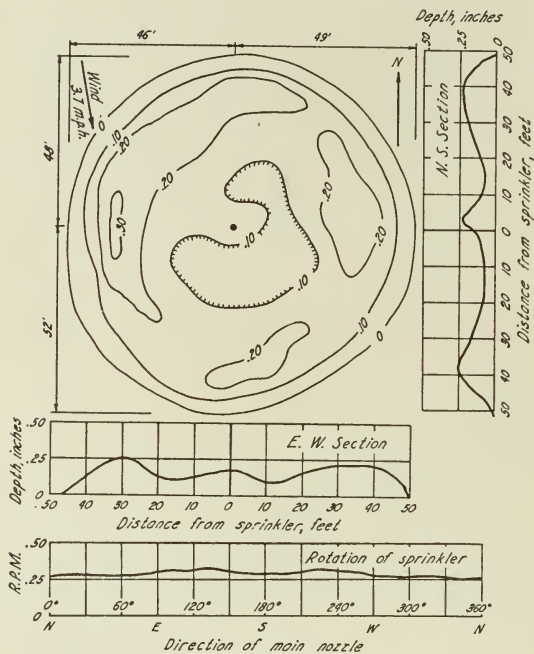 46'
49'
Depth, inches
.50
.25
0
N
Wind
3.7 m.p.h.
0
.10
.20
.20
.30
.20
.10
.10
.20
.10
0
48'
52'
N.S. Section
50
40
30
20
10
0
10
20
30
40
50
Distance from sprinkler, feet
.50
.25
0
Depth, inches
E. W. Section
50 40 30 20 10 0 10 20 30 40 50
Distance from sprinkler, feet
.50
.25
0
R.P.M.
Rotation of sprinkler
0° 60° 120° 180° 240° 300° 360°
N E S W N
Direction of main nozzle